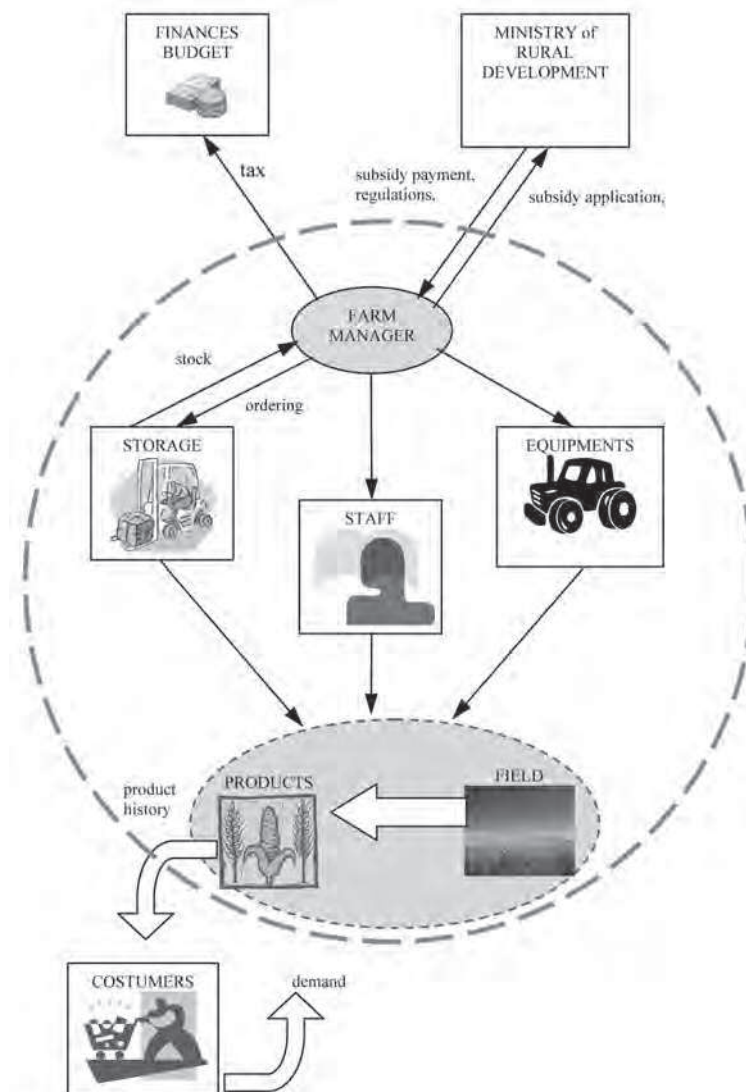 FINANCES
BUDGET
MINISTRY of
RURAL
DEVELOPMENT
tax
subsidy payment,
regulations,
subsidy application,
FARM
MANAGER
stock
ordering
STORAGE
EQUIPMENTS
STAFF
product
history
PRODUCTS
FIELD
COSTUMERS
demand